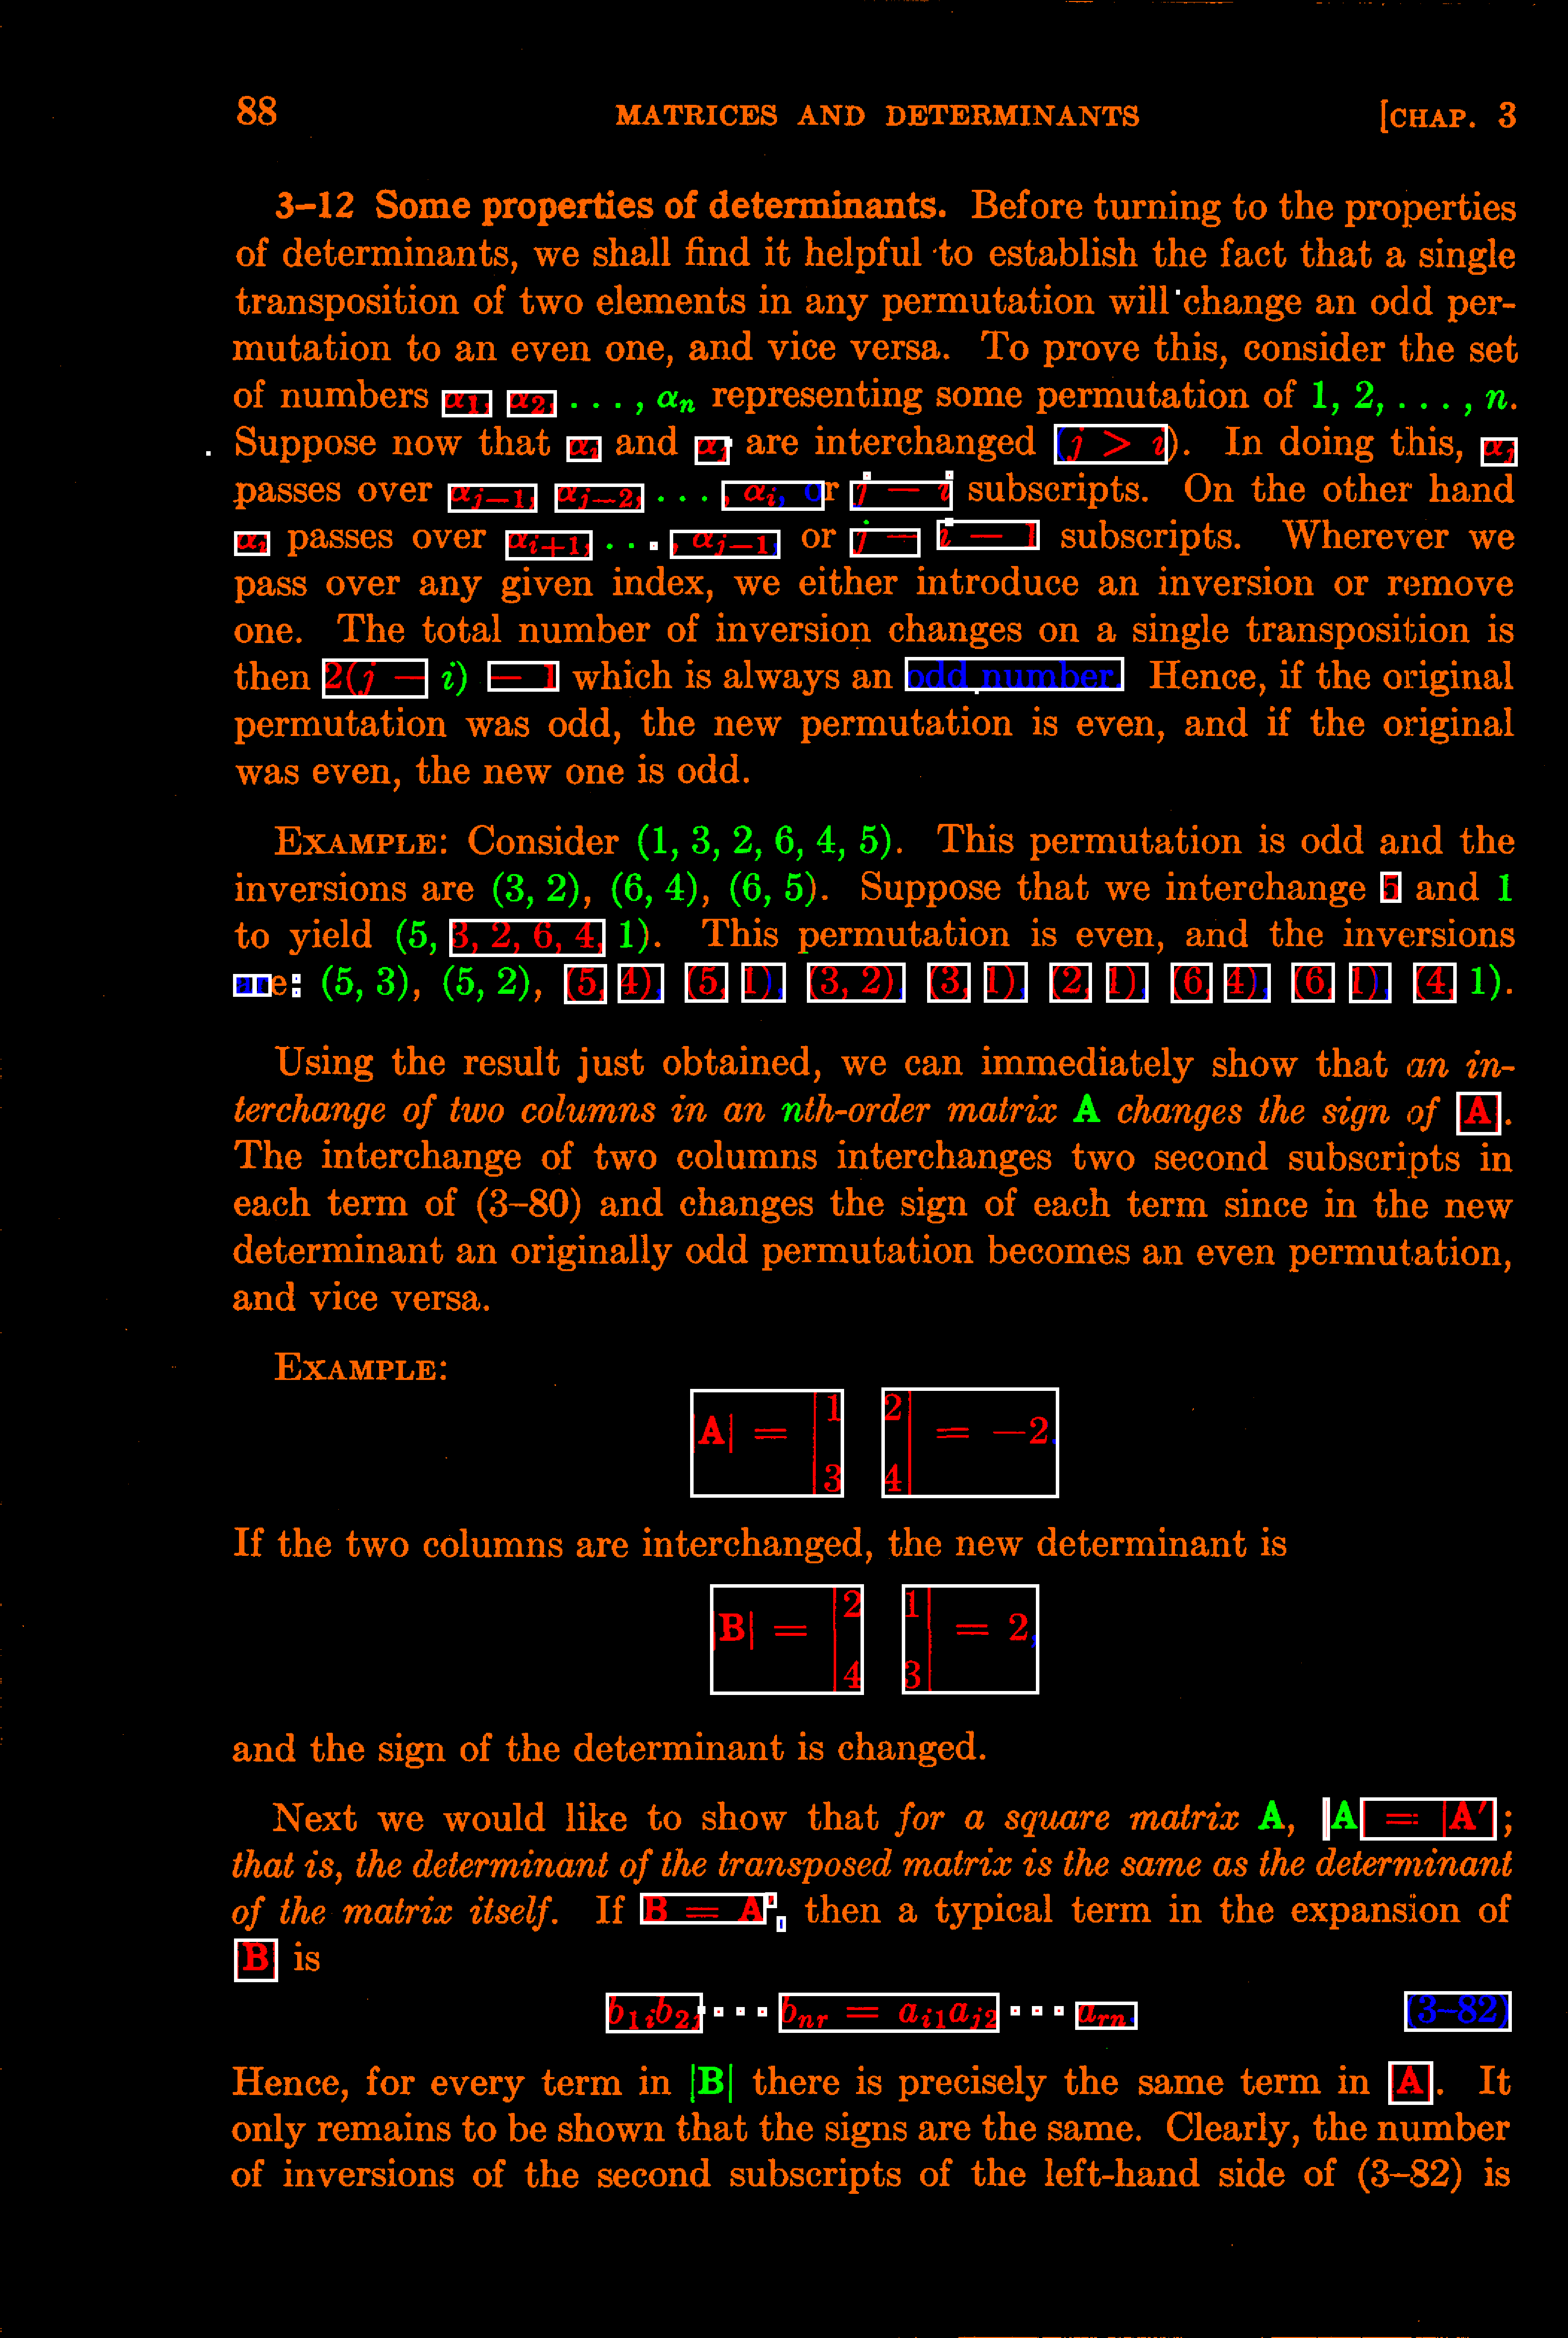 88 MATRICES AND DETERMINANTS [CHAP. 3
3–12 Some properties of determinants. Before turning to the properties
of determinants, we shall find it helpful to establish the fact that a single
transposition of two elements in any permutation will change an odd per-
mutation to an even one, and vice versa. To prove this, consider the set
of numbers α₁, α₂, . . . , αₙ representing some permutation of 1, 2, . . . , n.
Suppose now that αᵢ and αⱼ are interchanged (j > i). In doing this, αⱼ
passes over αⱼ₋₁, αⱼ₋₂, . . . , αᵢ, or j − i subscripts. On the other hand
αᵢ passes over αᵢ₊₁, . . . , αⱼ₋₁, or j − i − 1 subscripts. Wherever we
pass over any given index, we either introduce an inversion or remove
one. The total number of inversion changes on a single transposition is
then 2(j − i) − 1 which is always an odd number. Hence, if the original
permutation was odd, the new permutation is even, and if the original
was even, the new one is odd.
EXAMPLE: Consider (1, 3, 2, 6, 4, 5). This permutation is odd and the
inversions are (3, 2), (6, 4), (6, 5). Suppose that we interchange 5 and 1
to yield (5, 3, 2, 6, 4, 1). This permutation is even, and the inversions
are: (5, 3), (5, 2), (5, 4), (5, 1), (3, 2), (3, 1), (2, 1), (6, 4), (6, 1), (4, 1).
Using the result just obtained, we can immediately show that an in-
terchange of two columns in an nth-order matrix A changes the sign of |A|.
The interchange of two columns interchanges two second subscripts in
each term of (3–80) and changes the sign of each term since in the new
determinant an originally odd permutation becomes an even permutation,
and vice versa.
EXAMPLE:
|A| = |1 2|
|3 4| = −2.
If the two columns are interchanged, the new determinant is
|B| = |2 1|
|4 3| = 2,
and the sign of the determinant is changed.
Next we would like to show that for a square matrix A, |A| = |A′|;
that is, the determinant of the transposed matrix is the same as the determinant
of the matrix itself. If B = A′, then a typical term in the expansion of
|B| is
b₁ᵢb₂ⱼ · · · bₙᵣ = aᵢ₁aⱼ₂ · · · aᵣₙ. (3–82)
Hence, for every term in |B| there is precisely the same term in |A|. It
only remains to be shown that the signs are the same. Clearly, the number
of inversions of the second subscripts of the left-hand side of (3–82) is